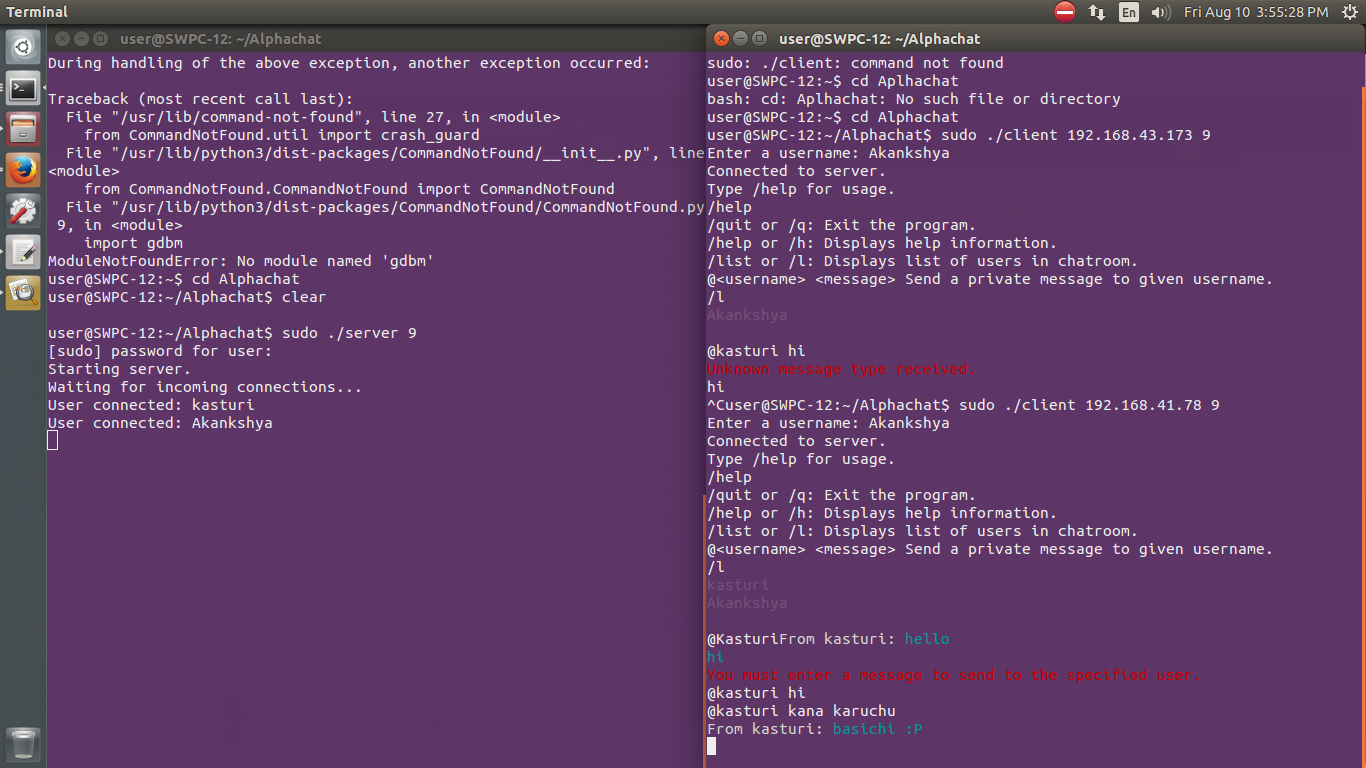 Terminal
En
Fri Aug 10 3:55:28 PM
user@SWPC-12: ~/Alphachat
During handling of the above exception, another exception occurred:
Traceback (most recent call last):
File "/usr/lib/command-not-found", line 27, in <module>
from CommandNotFound.util import crash_guard
File "/usr/lib/python3/dist-packages/CommandNotFound/__init__.py", line
<module>
from CommandNotFound.CommandNotFound import CommandNotFound
File "/usr/lib/python3/dist-packages/CommandNotFound/CommandNotFound.py
9, in <module>
import gdbm
ModuleNotFoundError: No module named 'gdbm'
user@SWPC-12:~$ cd Alphachat
user@SWPC-12:~/Alphachat$ clear
user@SWPC-12:~/Alphachat$ sudo ./server 9
[sudo] password for user:
Starting server.
Waiting for incoming connections...
User connected: kasturi
User connected: Akankshya
user@SWPC-12: ~/Alphachat
sudo: ./client: command not found
user@SWPC-12:~$ cd Aplhachat
bash: cd: Aplhachat: No such file or directory
user@SWPC-12:~$ cd Alphachat
user@SWPC-12:~/Alphachat$ sudo ./client 192.168.43.173 9
Enter a username: Akankshya
Connected to server.
Type /help for usage.
/help
/quit or /q: Exit the program.
/help or /h: Displays help information.
/list or /l: Displays list of users in chatroom.
@<username> <message> Send a private message to given username.
/l
Akankshya
@kasturi hi
Unknown message type received.
hi
^Cuser@SWPC-12:~/Alphachat$ sudo ./client 192.168.41.78 9
Enter a username: Akankshya
Connected to server.
Type /help for usage.
/help
/quit or /q: Exit the program.
/help or /h: Displays help information.
/list or /l: Displays list of users in chatroom.
@<username> <message> Send a private message to given username.
/l
kasturi
Akankshya
@KasturiFrom kasturi: hello
hi
You must enter a message to send to the specified user.
@kasturi hi
@kasturi kana karuchu
From kasturi: basichi :P